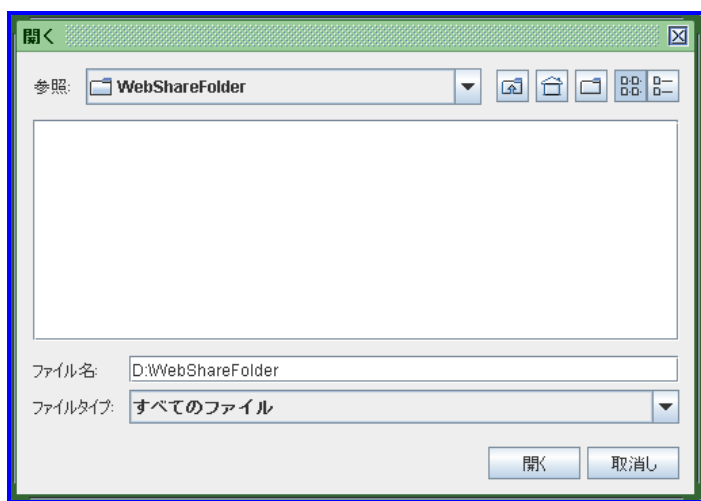 開く
参照: WebShareFolder
ファイル名: D:\WebShareFolder
ファイルタイプ: すべてのファイル
開く 取消し